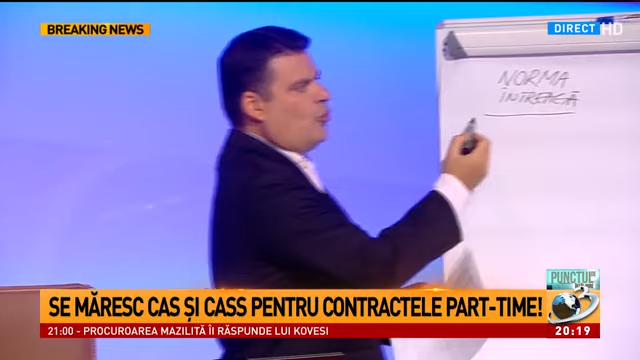 BREAKING NEWS
DIRECT HD
NORMA
ÎNTREAGĂ
PUNCTUL
SE MĂRESC CAS ȘI CASS PENTRU CONTRACTELE PART-TIME!
21:00 - PROCUROAREA MAZILITĂ ÎI RĂSPUNDE LUI KOVESI
20:19